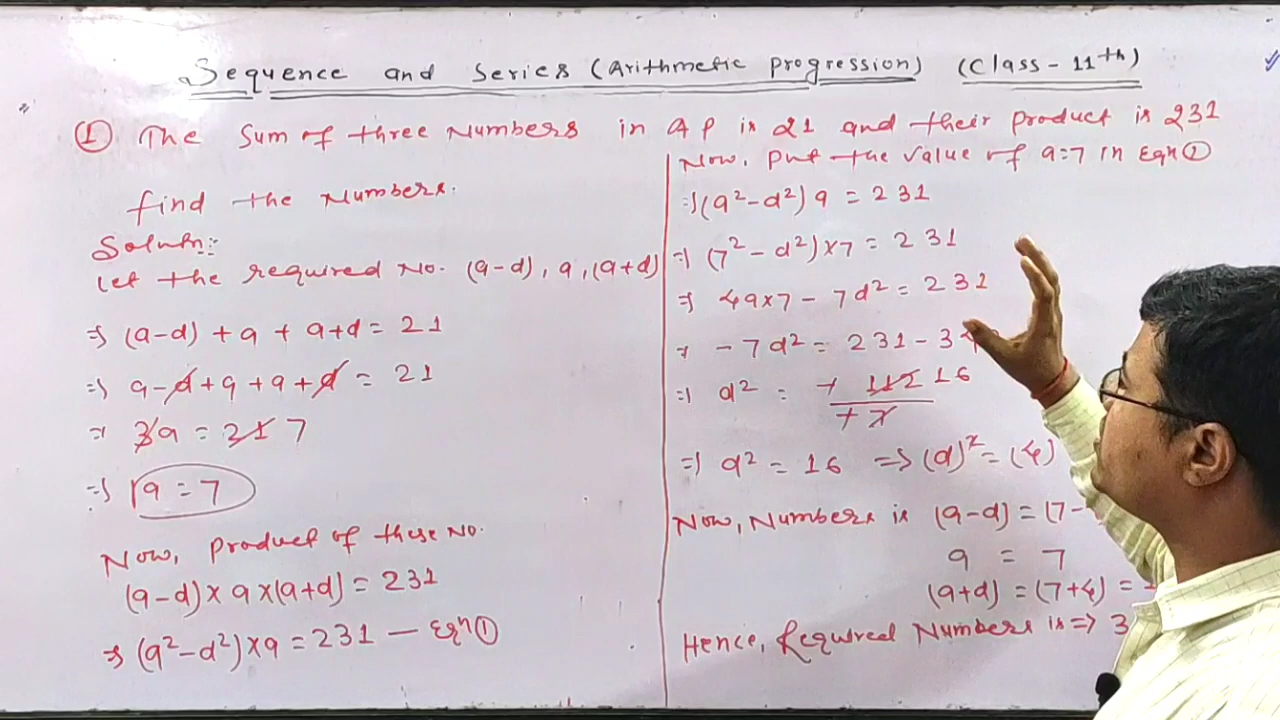 Sequence and Series (Arithmetic progression) (Class-11th)
① The Sum of three Numbers in AP is 21 and their product is 231
find the Numbers.
Solutn:
Let the required No. (a-d), a, (a+d)
⇒ (a-d) + a + a+d = 21
⇒ a-d+a+a+d = 21
⇒ 3a = 21 7
⇒ a = 7
Now, product of these No.
(a-d) x a x (a+d) = 231
⇒ (a²-d²) x a = 231 — Eqn ①
Now, put the value of a=7 in Eqn ①
⇒ (a²-d²) a = 231
⇒ (7²-d²) x 7 = 231
⇒ 49x7 - 7d² = 231
⇒ -7d² = 231 - 34
⇒ d² = + 112 16
+ 7
⇒ d² = 16 ⇒ (d)² = (4)
Now, Numbers is (a-d) = (7-
a = 7
(a+d) = (7+4) =
Hence, Required Numbers is ⇒ 3